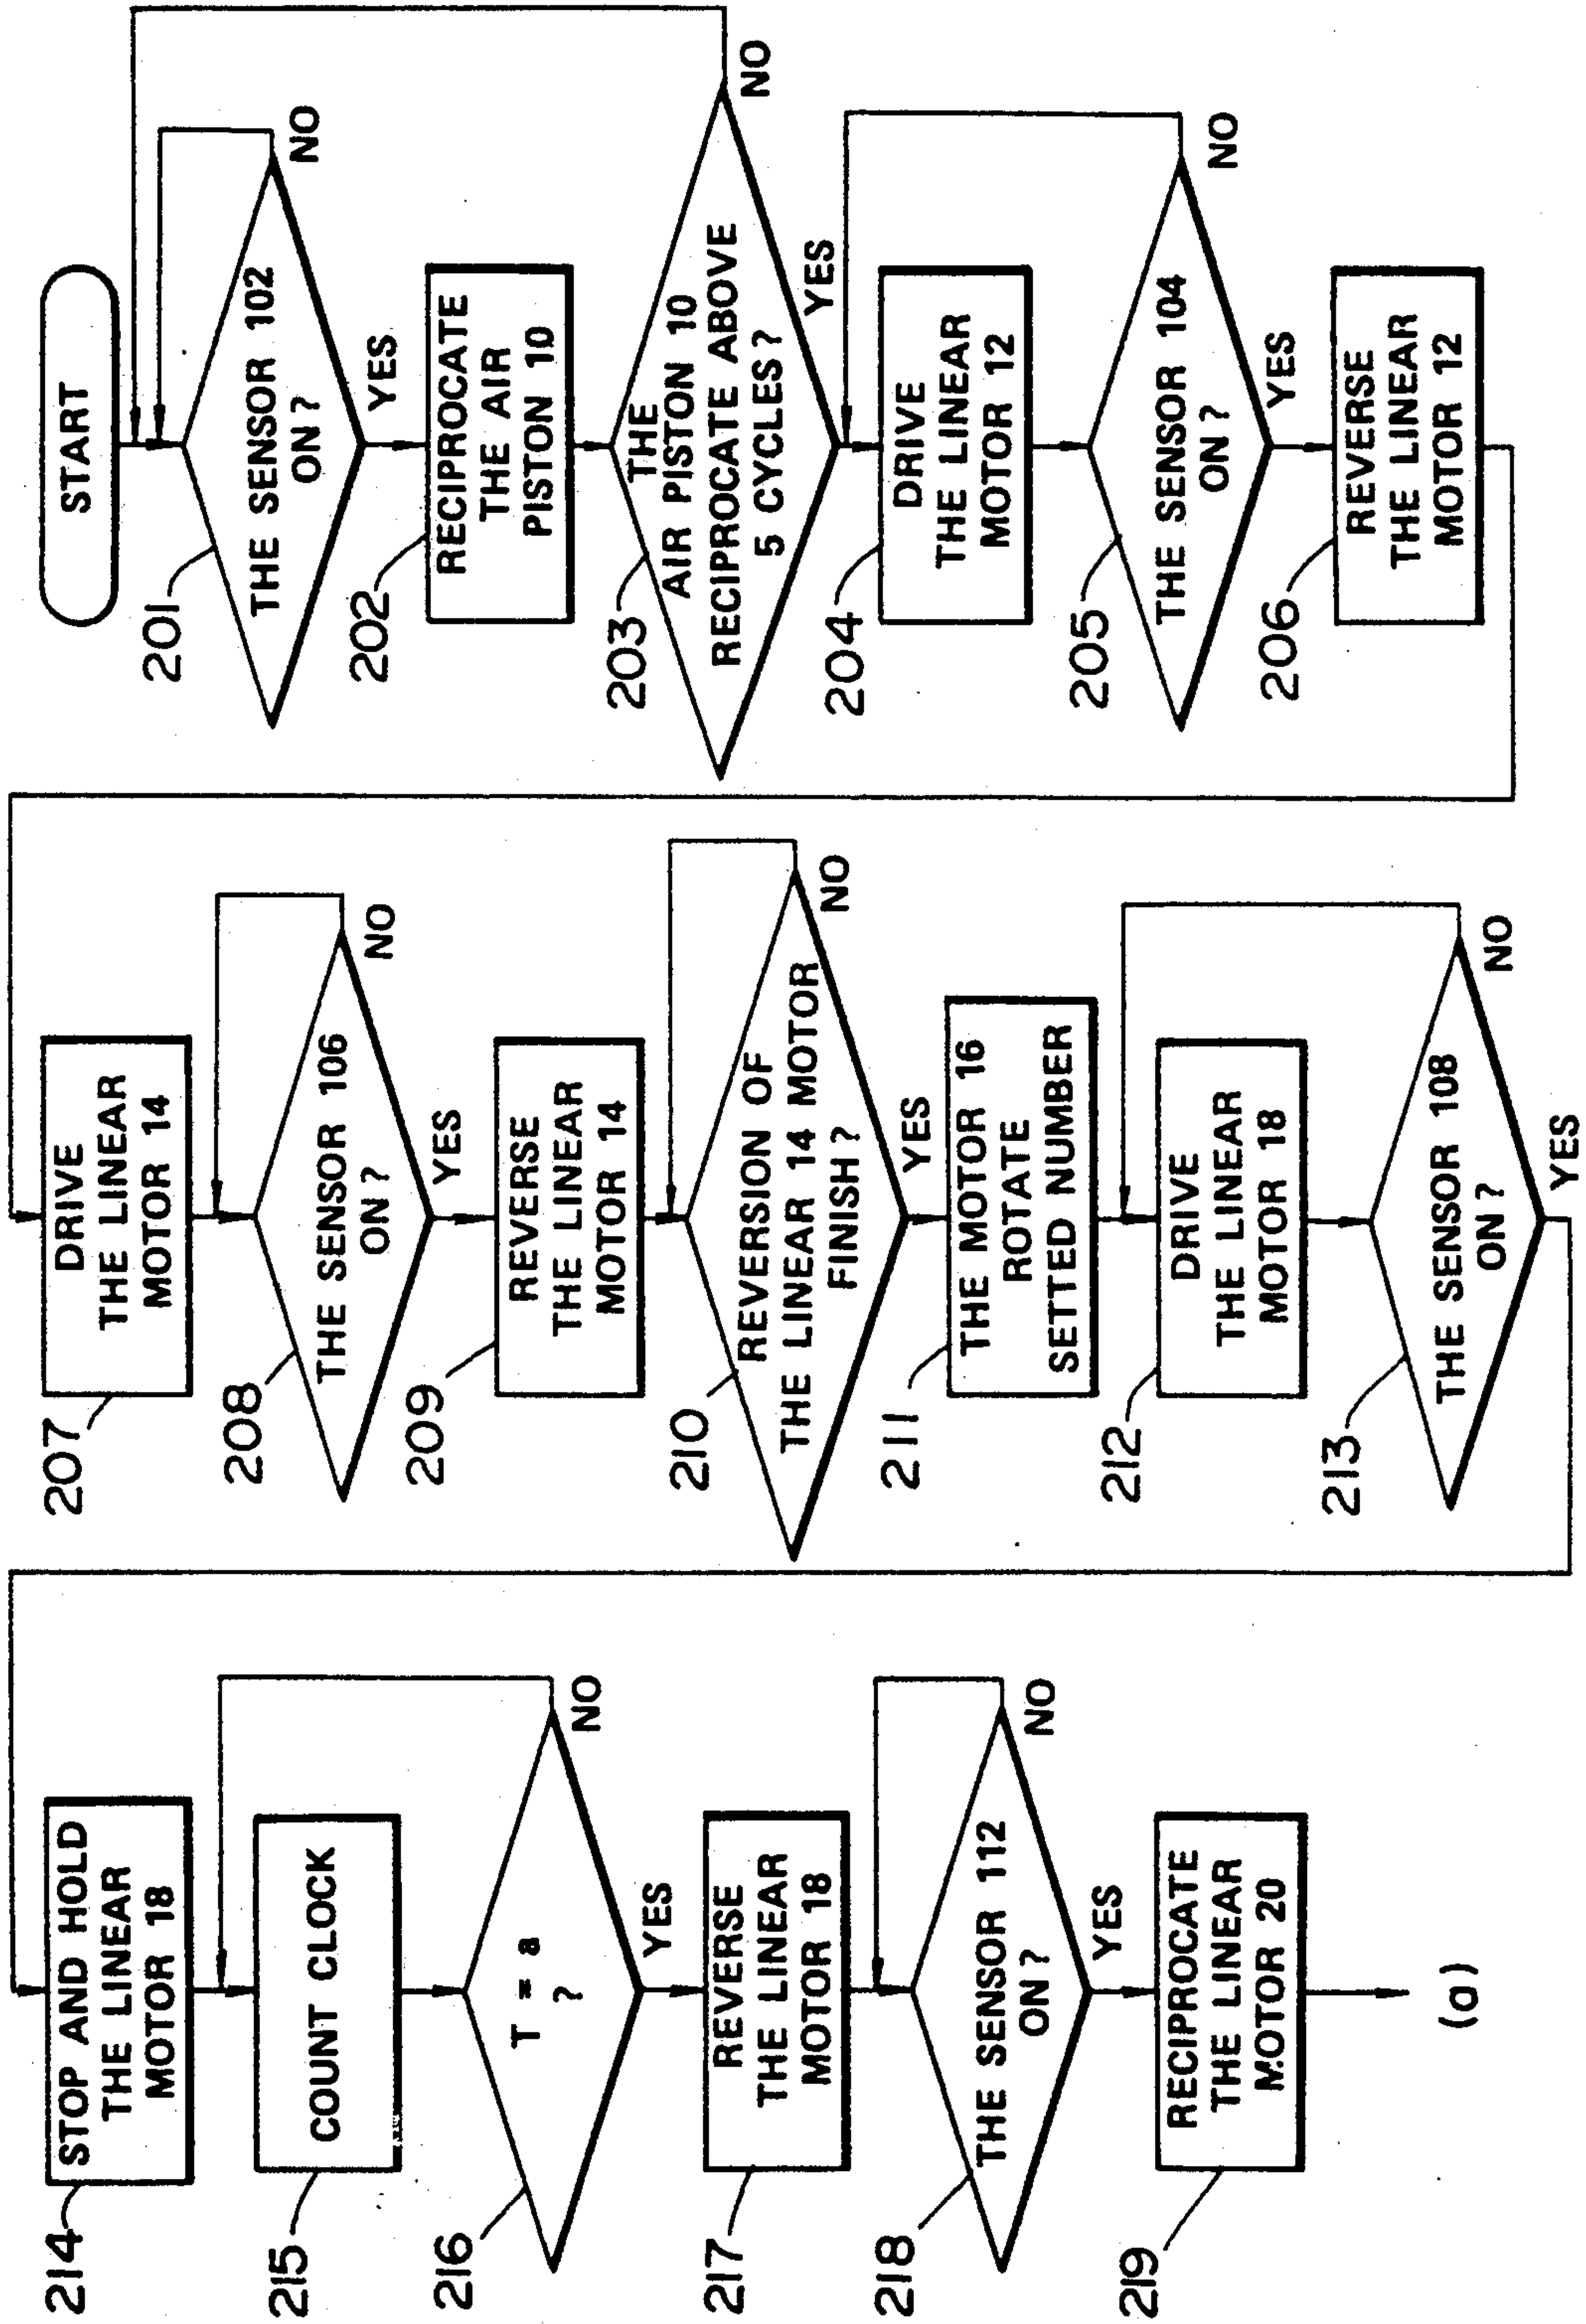 START
201
THE SENSOR 102
ON?
NO
YES
202
RECIPROCATE
THE AIR
PISTON 10
203
THE
AIR PISTON 10
RECIPROCATE ABOVE
5 CYCLES?
NO
YES
204
DRIVE
THE LINEAR
MOTOR 12
205
THE SENSOR 104
ON?
NO
YES
206
REVERSE
THE LINEAR
MOTOR 12
207
DRIVE
THE LINEAR
MOTOR 14
208
THE SENSOR 106
ON?
NO
YES
209
REVERSE
THE LINEAR
MOTOR 14
210
REVERSION OF
THE LINEAR 14 MOTOR
FINISH?
NO
YES
211
THE MOTOR 16
ROTATE
SETTED NUMBER
212
DRIVE
THE LINEAR
MOTOR 18
213
THE SENSOR 108
ON?
NO
YES
214
STOP AND HOLD
THE LINEAR
MOTOR 18
215
COUNT CLOCK
216
T = a
?
NO
YES
217
REVERSE
THE LINEAR
MOTOR 18
218
THE SENSOR 112
ON?
NO
YES
219
RECIPROCATE
THE LINEAR
MOTOR 20
(a)